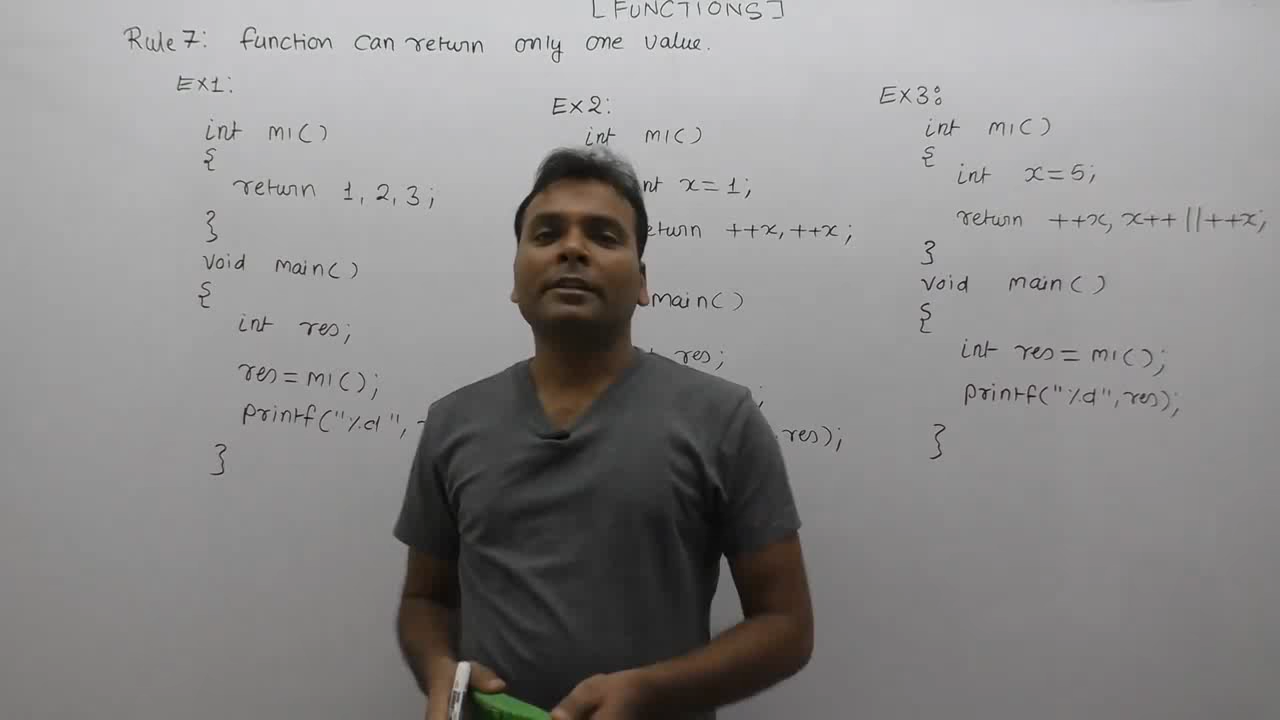 [FUNCTIONS]
Rule 7: function can return only one value.
EX1:
int m1()
{
return 1, 2, 3;
}
void main()
{
int res;
res = m1();
printf("%d",
}
EX2:
int m1()
x = 1;
++x, ++x;
main()
res;
res);
EX3:
int m1()
{
int x = 5;
return ++x, x++ || ++x;
}
void main()
{
int res = m1();
printf("%d", res);
}